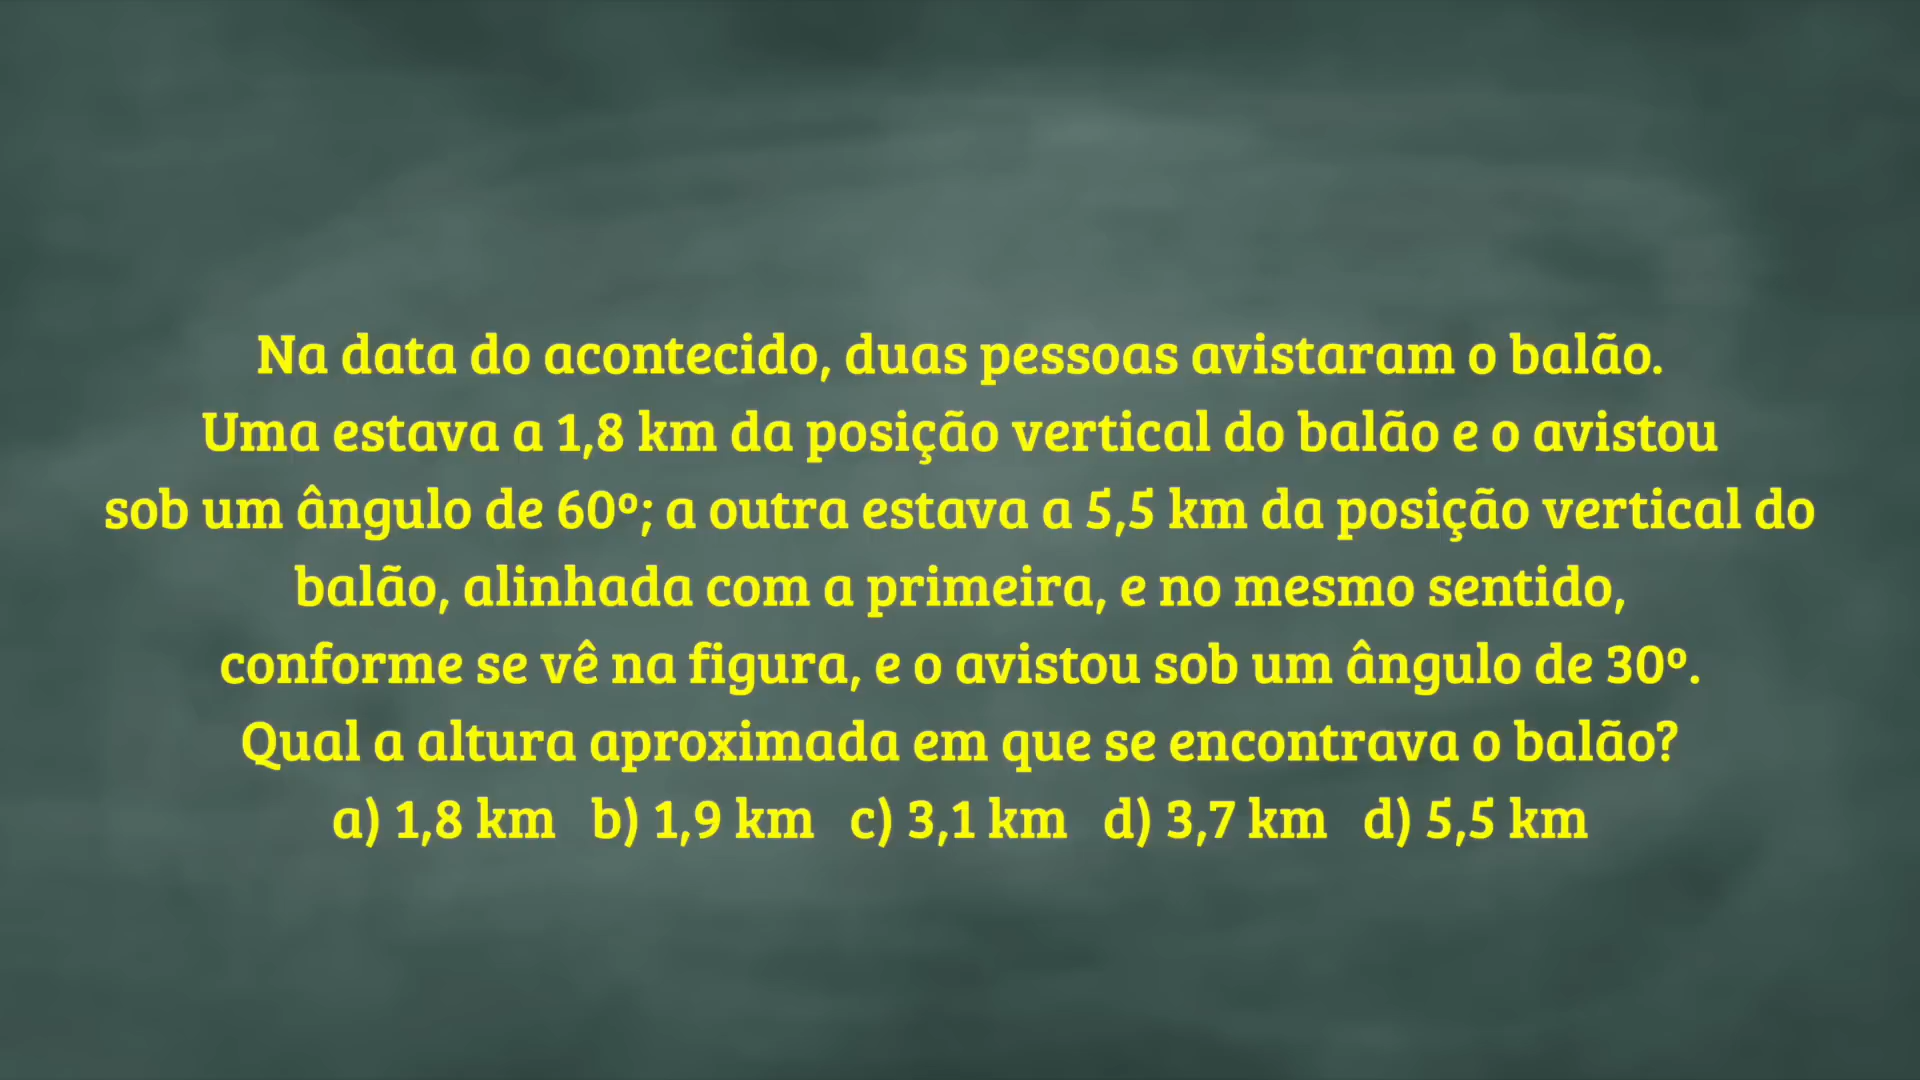 Na data do acontecido, duas pessoas avistaram o balão.
Uma estava a 1,8 km da posição vertical do balão e o avistou
sob um ângulo de 60º; a outra estava a 5,5 km da posição vertical do
balão, alinhada com a primeira, e no mesmo sentido,
conforme se vê na figura, e o avistou sob um ângulo de 30º.
Qual a altura aproximada em que se encontrava o balão?
a) 1,8 km b) 1,9 km c) 3,1 km d) 3,7 km d) 5,5 km